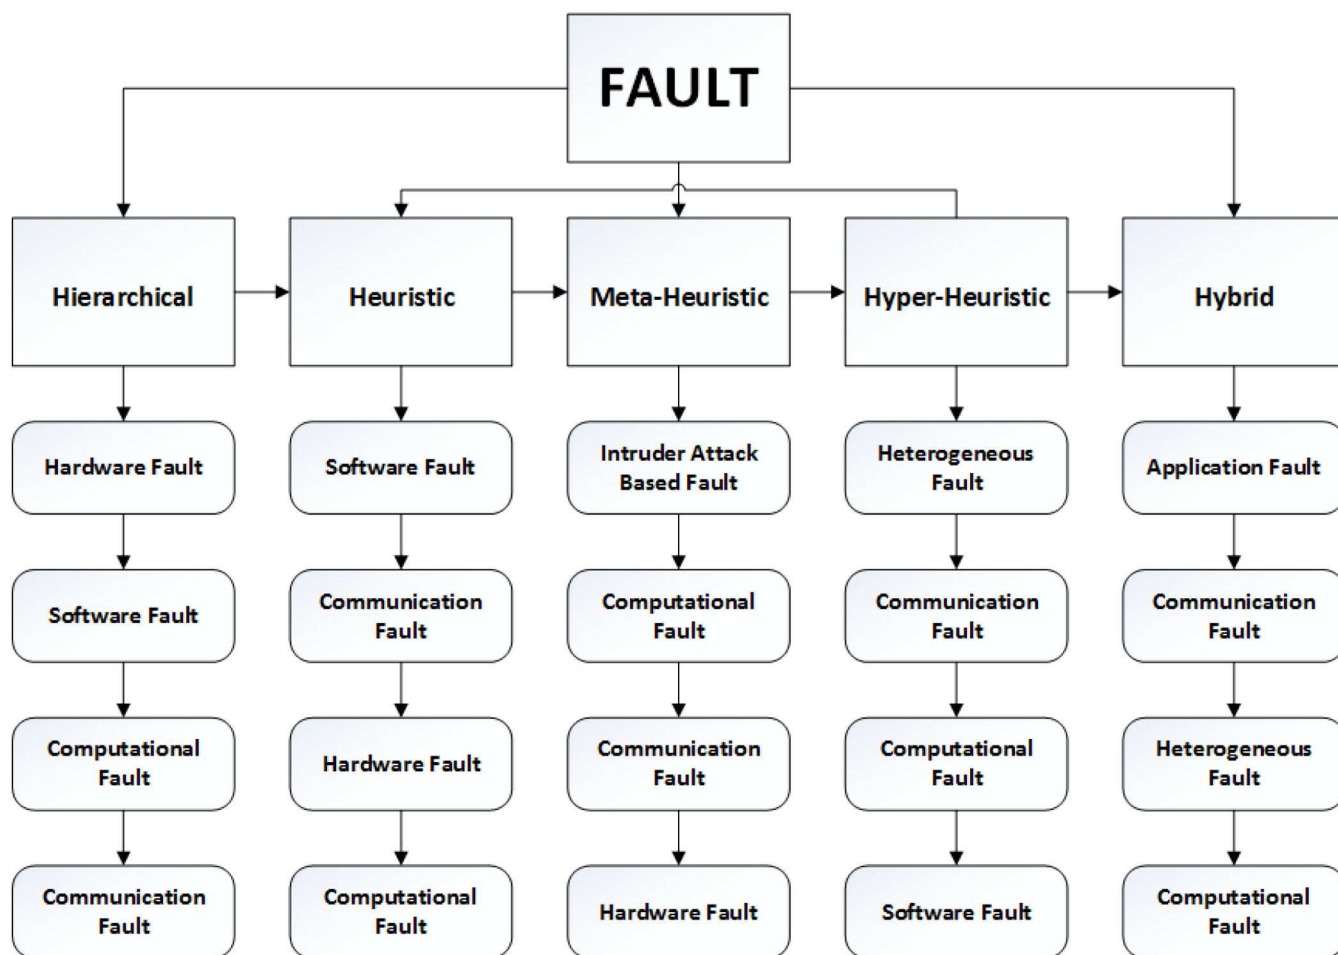 FAULT
Hierarchical
Heuristic
Meta-Heuristic
Hyper-Heuristic
Hybrid
Hardware Fault
Software Fault
Intruder Attack
Based Fault
Heterogeneous
Fault
Application Fault
Software Fault
Communication
Fault
Computational
Fault
Communication
Fault
Communication
Fault
Computational
Fault
Hardware Fault
Communication
Fault
Computational
Fault
Heterogeneous
Fault
Communication
Fault
Computational
Fault
Hardware Fault
Software Fault
Computational
Fault